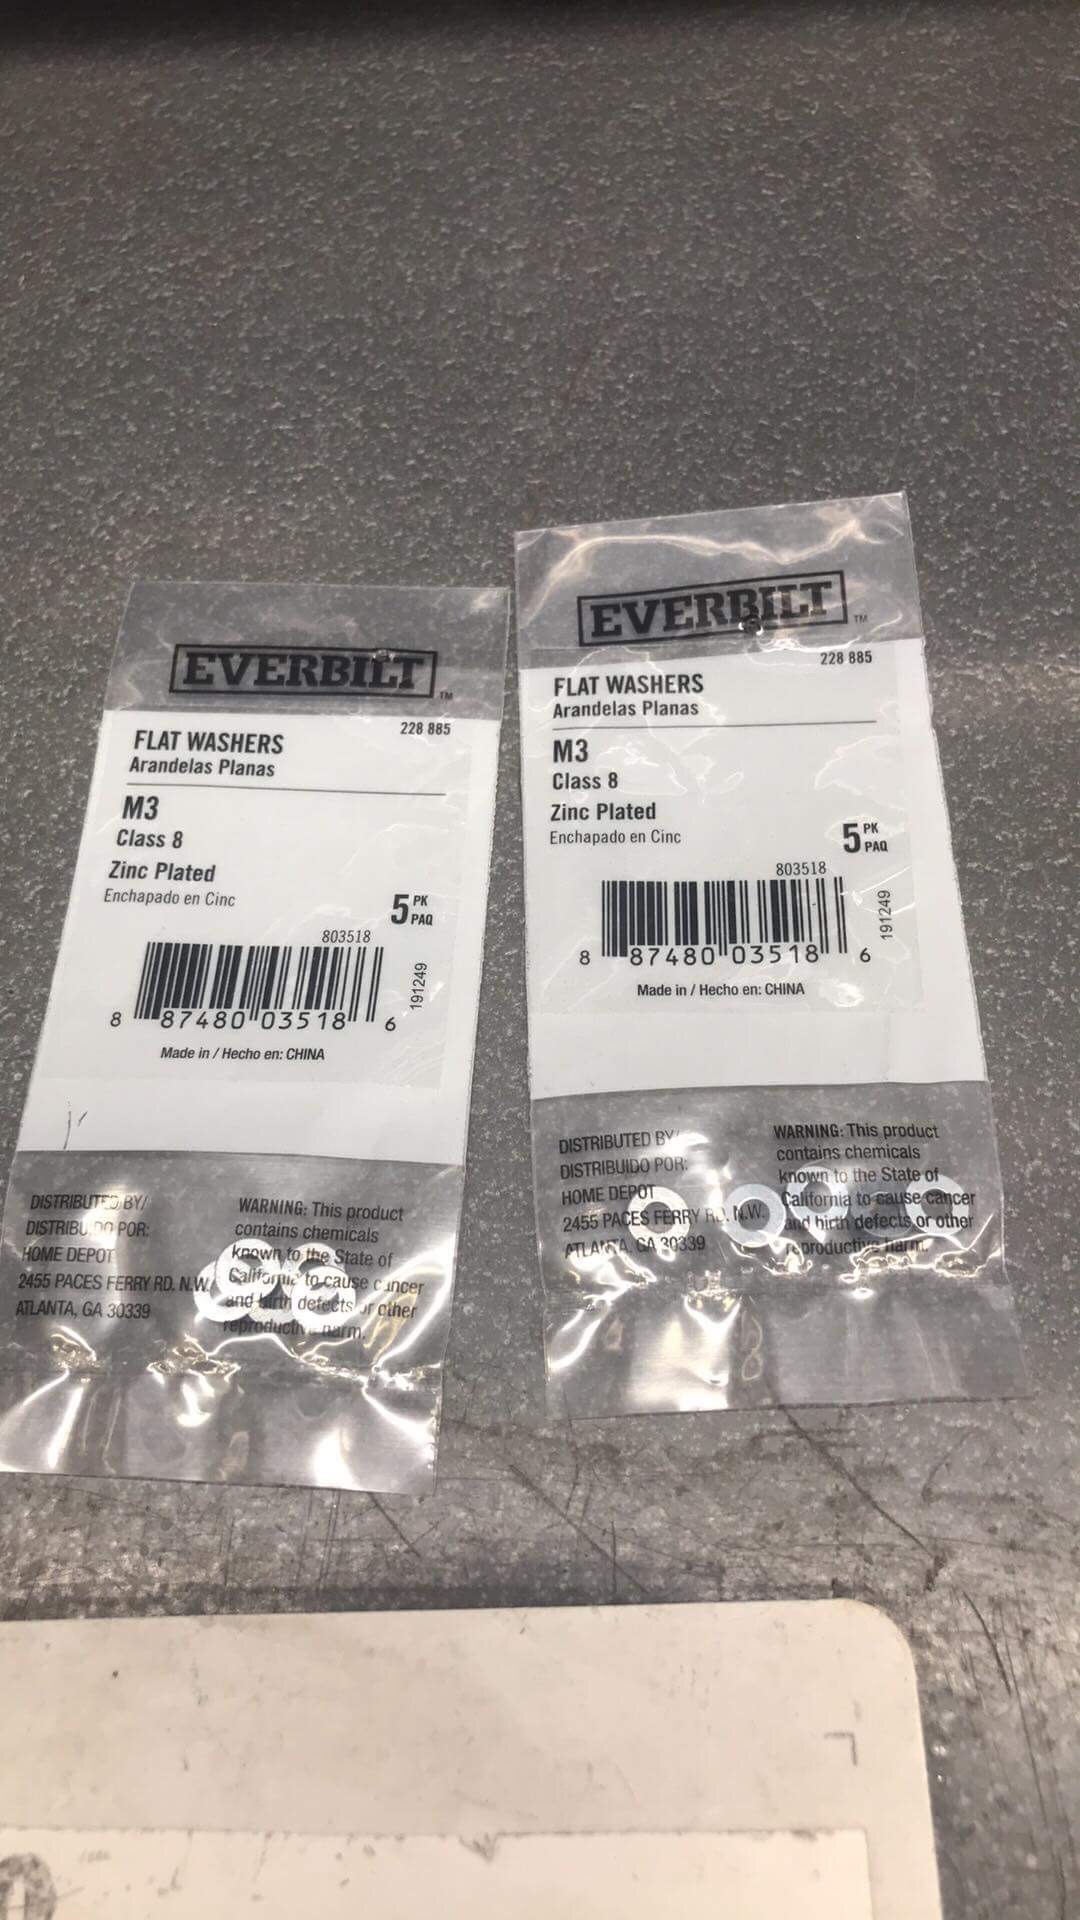 EVERBILT TM
228 885
FLAT WASHERS
Arandelas Planas
M3
Class 8
Zinc Plated
Enchapado en Cinc
5 PK
PAQ
803518
191249
8 87480 03518 6
Made in / Hecho en: CHINA
DISTRIBUTED BY/
DISTRIBUIDO POR:
HOME DEPOT
2455 PACES FERRY RD. N.W.
ATLANTA, GA 30339
WARNING: This product
contains chemicals
known to the State of
California to cause cancer
and birth defects or other
reproductive harm.
EVERBILT TM
228 885
FLAT WASHERS
Arandelas Planas
M3
Class 8
Zinc Plated
Enchapado en Cinc
5 PK
PAQ
803518
191249
8 87480 03518 6
Made in / Hecho en: CHINA
DISTRIBUTED BY/
DISTRIBUIDO POR:
HOME DEPOT
2455 PACES FERRY RD. N.W.
ATLANTA, GA 30339
WARNING: This product
contains chemicals
known to the State of
California to cause cancer
and birth defects or other
reproductive harm.